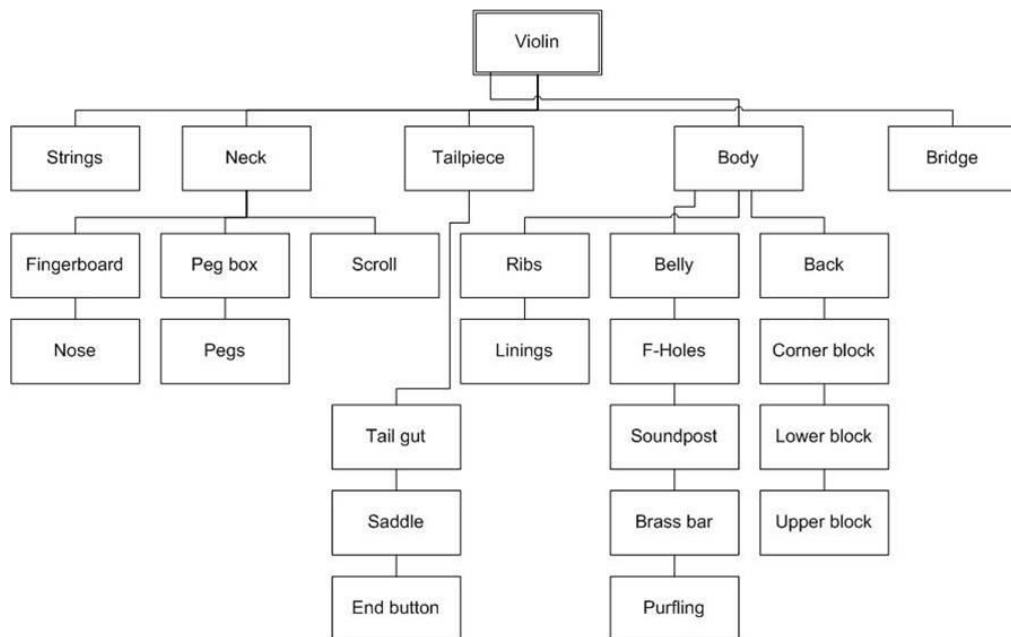 Violin
Strings
Neck
Tailpiece
Body
Bridge
Fingerboard
Peg box
Scroll
Ribs
Belly
Back
Nose
Pegs
Linings
F-Holes
Corner block
Tail gut
Soundpost
Lower block
Saddle
Brass bar
Upper block
End button
Purfling